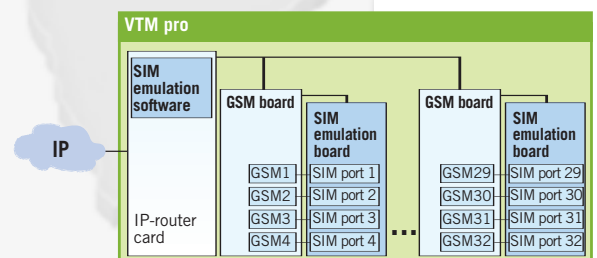 VTM pro
SIM
emulation
software
IP
IP-router
card
GSM board
SIM
emulation
board
GSM1 SIM port 1
GSM2 SIM port 2
GSM3 SIM port 3
GSM4 SIM port 4
...
GSM board
SIM
emulation
board
GSM29 SIM port 29
GSM30 SIM port 30
GSM31 SIM port 31
GSM32 SIM port 32